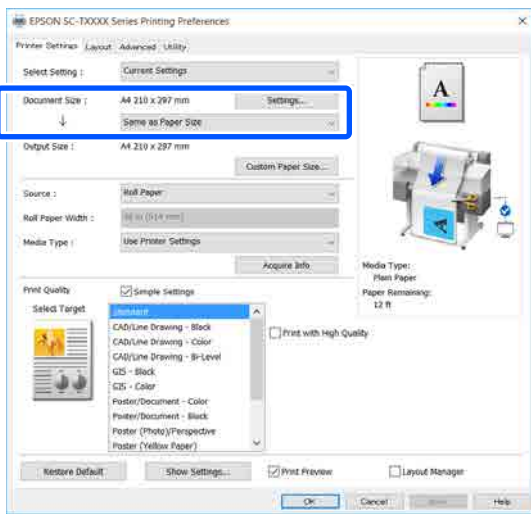 EPSON SC-TXXXX Series Printing Preferences
Printer Settings Layout Advanced Utility
Select Setting : Current Settings
Document Size : A4 210 x 297 mm Settings...
↓ Same as Paper Size
Output Size : A4 210 x 297 mm
Custom Paper Size...
Source : Roll Paper
Roll Paper Width :
Media Type : Use Printer Settings
Acquire Info
A
Media Type:
Plain Paper
Paper Remaining:
12 ft
Print Quality Simple Settings
Select Target
Standard
CAD/Line Drawing - Black
CAD/Line Drawing - Color
CAD/Line Drawing - Bi-Level
GIS - Black
GIS - Color
Poster/Document - Color
Poster/Document - Black
Poster (Photo)/Perspective
Poster (Yellow Paper)
Print with High Quality
Restore Default Show Settings... Print Preview Layout Manager
OK Cancel Help